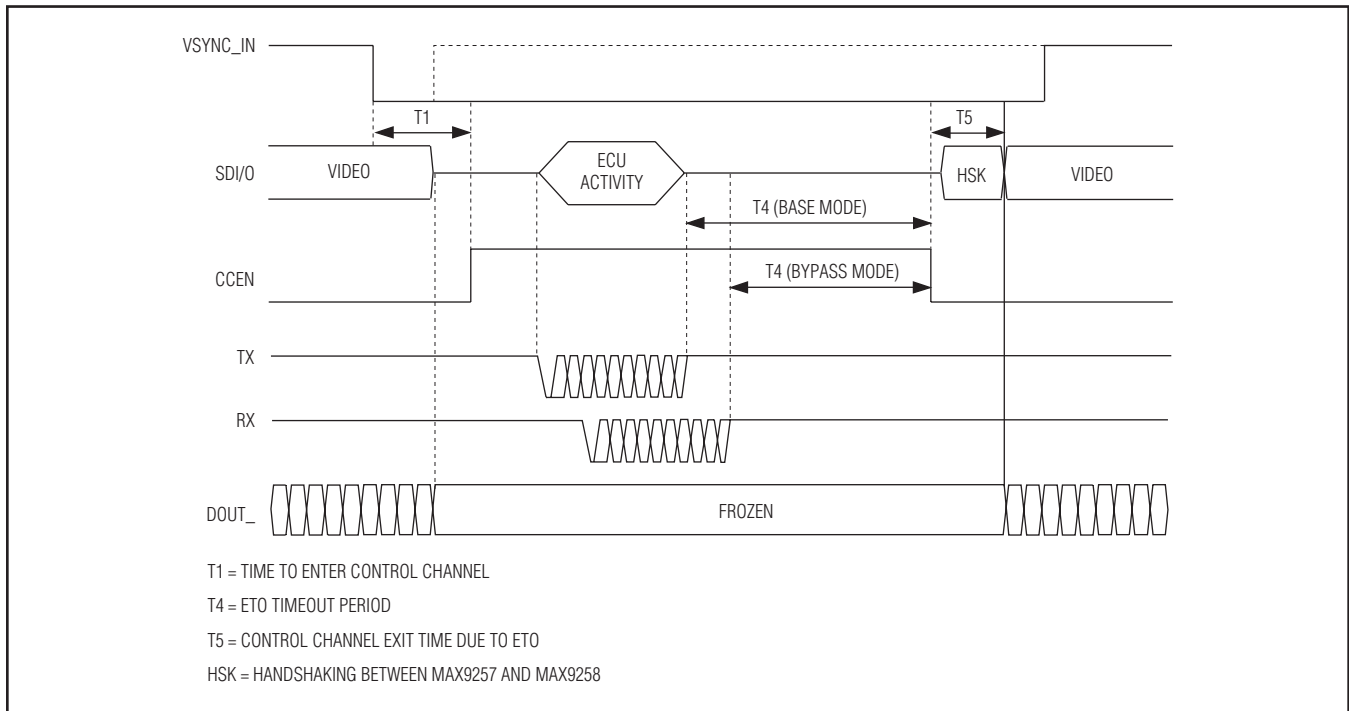 VSYNC_IN
T1
T5
SDI/O
VIDEO
ECU
ACTIVITY
HSK
VIDEO
T4 (BASE MODE)
CCEN
T4 (BYPASS MODE)
TX
RX
DOUT_
FROZEN
T1 = TIME TO ENTER CONTROL CHANNEL
T4 = ETO TIMEOUT PERIOD
T5 = CONTROL CHANNEL EXIT TIME DUE TO ETO
HSK = HANDSHAKING BETWEEN MAX9257 AND MAX9258